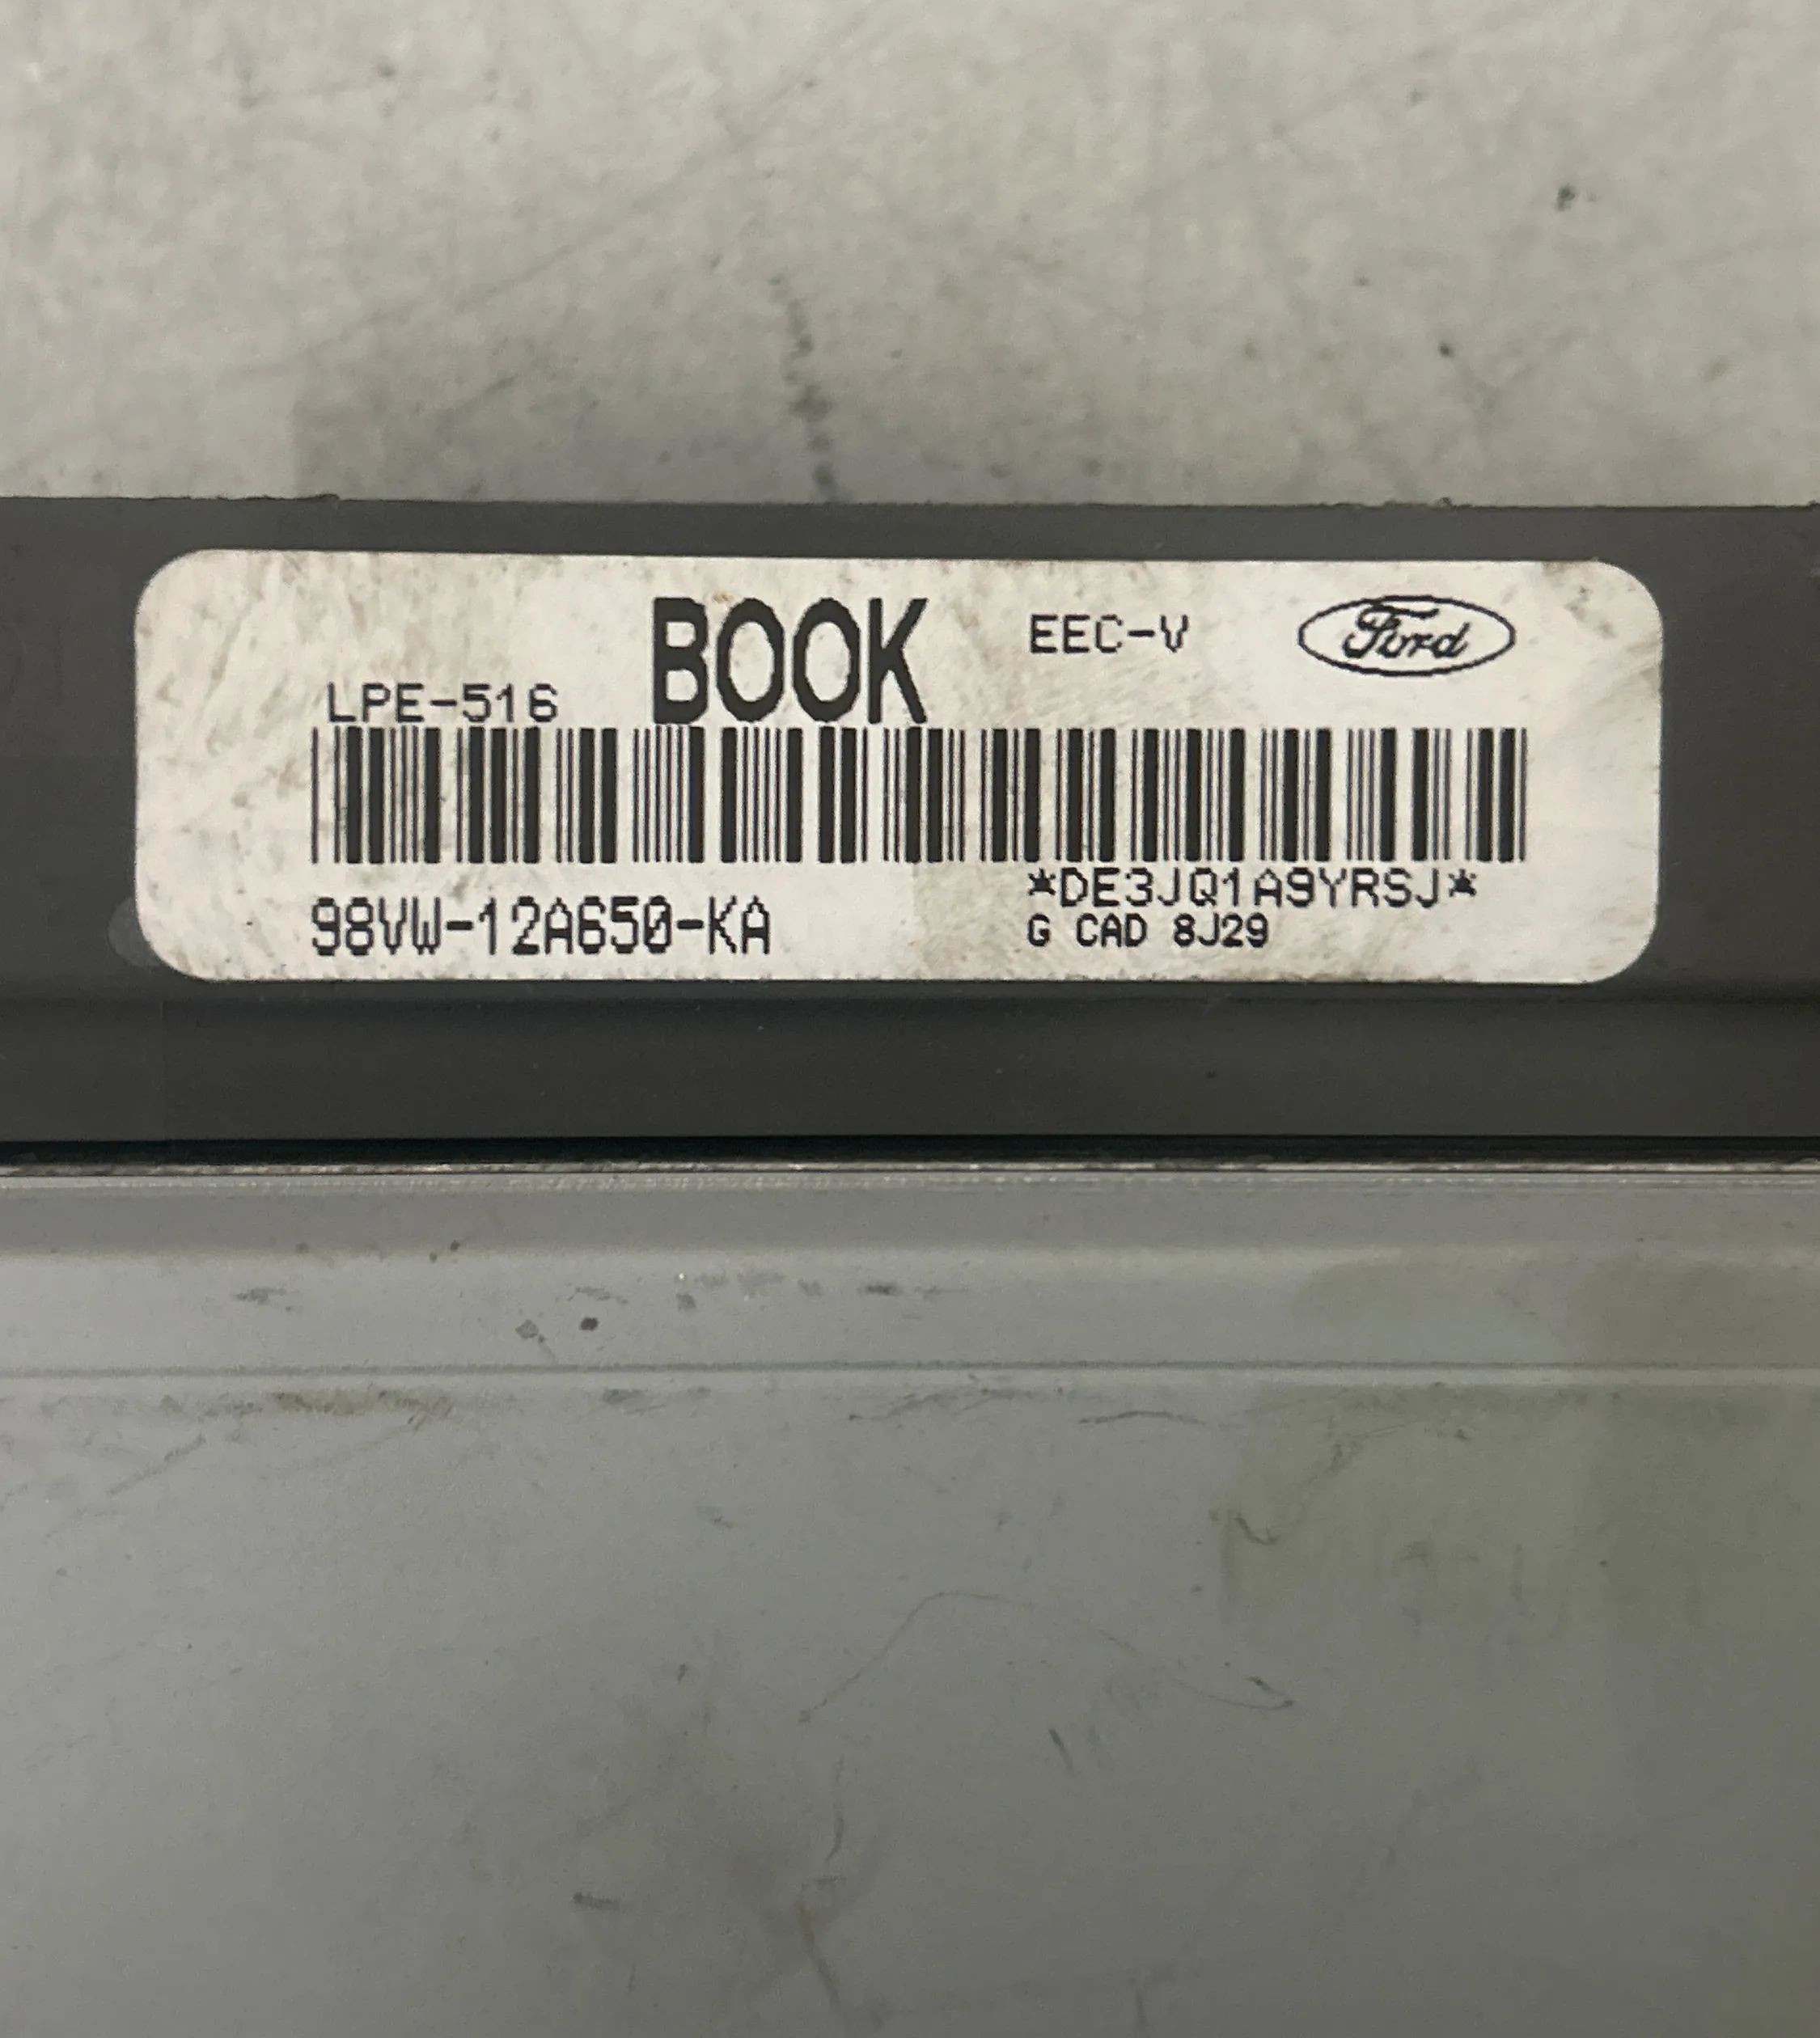 BOOK EEC-V Ford
LPE-516
*DE3JQ1A9YRSJ*
98VW-12A650-KA
G CAD 8J29